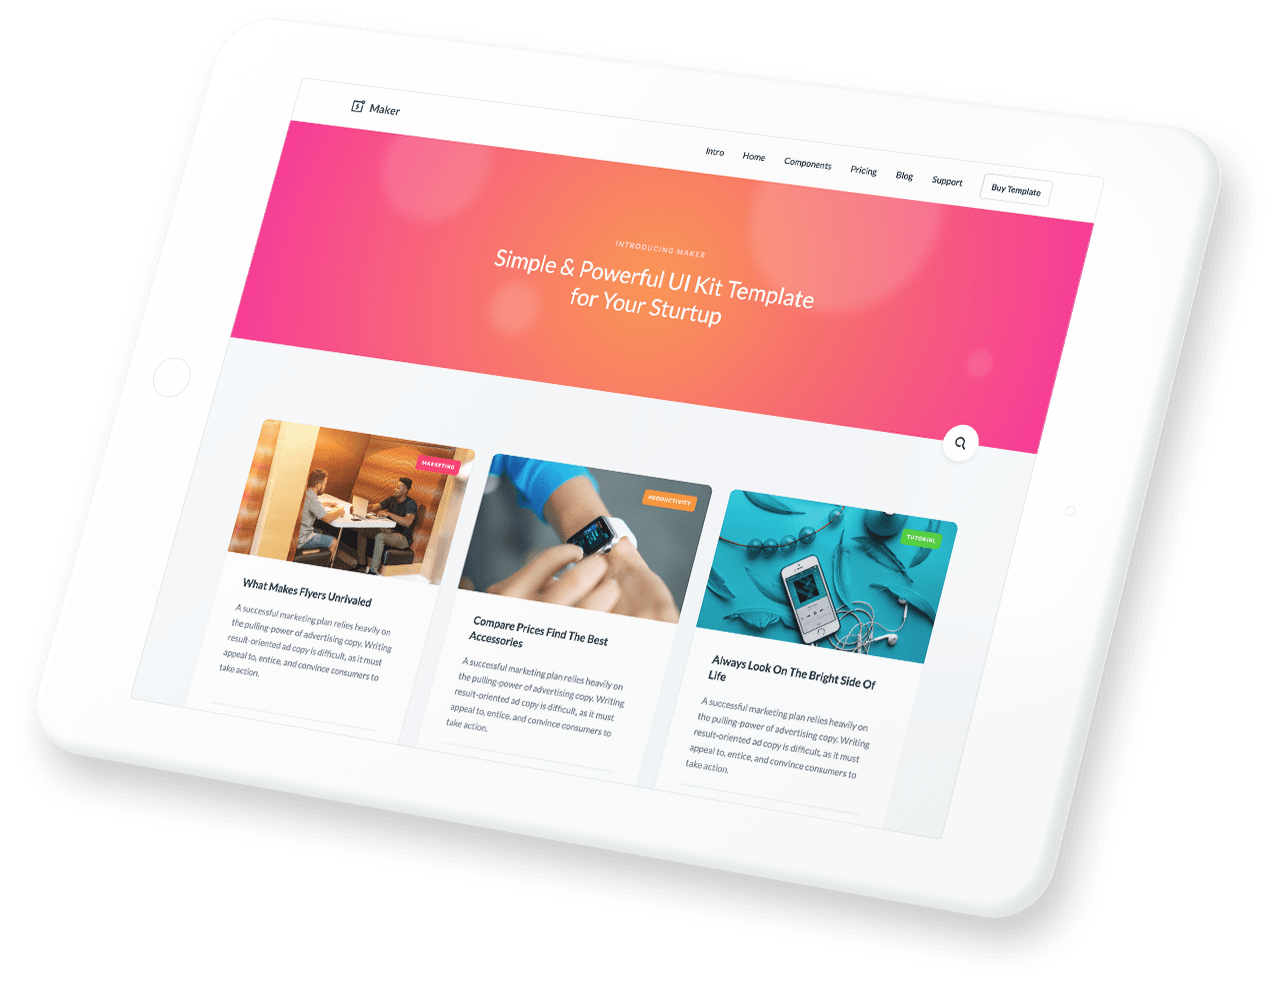 Maker
Intro Home Components Pricing Blog Support Buy Template
INTRODUCING MAKER
Simple & Powerful UI Kit Template
for Your Sturtup
MARKETING
What Makes Flyers Unrivaled
A successful marketing plan relies heavily on
the pulling-power of advertising copy. Writing
result-oriented ad copy is difficult, as it must
appeal to, entice, and convince consumers to
take action.
PRODUCTIVITY
Compare Prices Find The Best
Accessories
A successful marketing plan relies heavily on
the pulling-power of advertising copy. Writing
result-oriented ad copy is difficult, as it must
appeal to, entice, and convince consumers to
take action.
TUTORIAL
Always Look On The Bright Side Of
Life
A successful marketing plan relies heavily on
the pulling-power of advertising copy. Writing
result-oriented ad copy is difficult, as it must
appeal to, entice, and convince consumers to
take action.